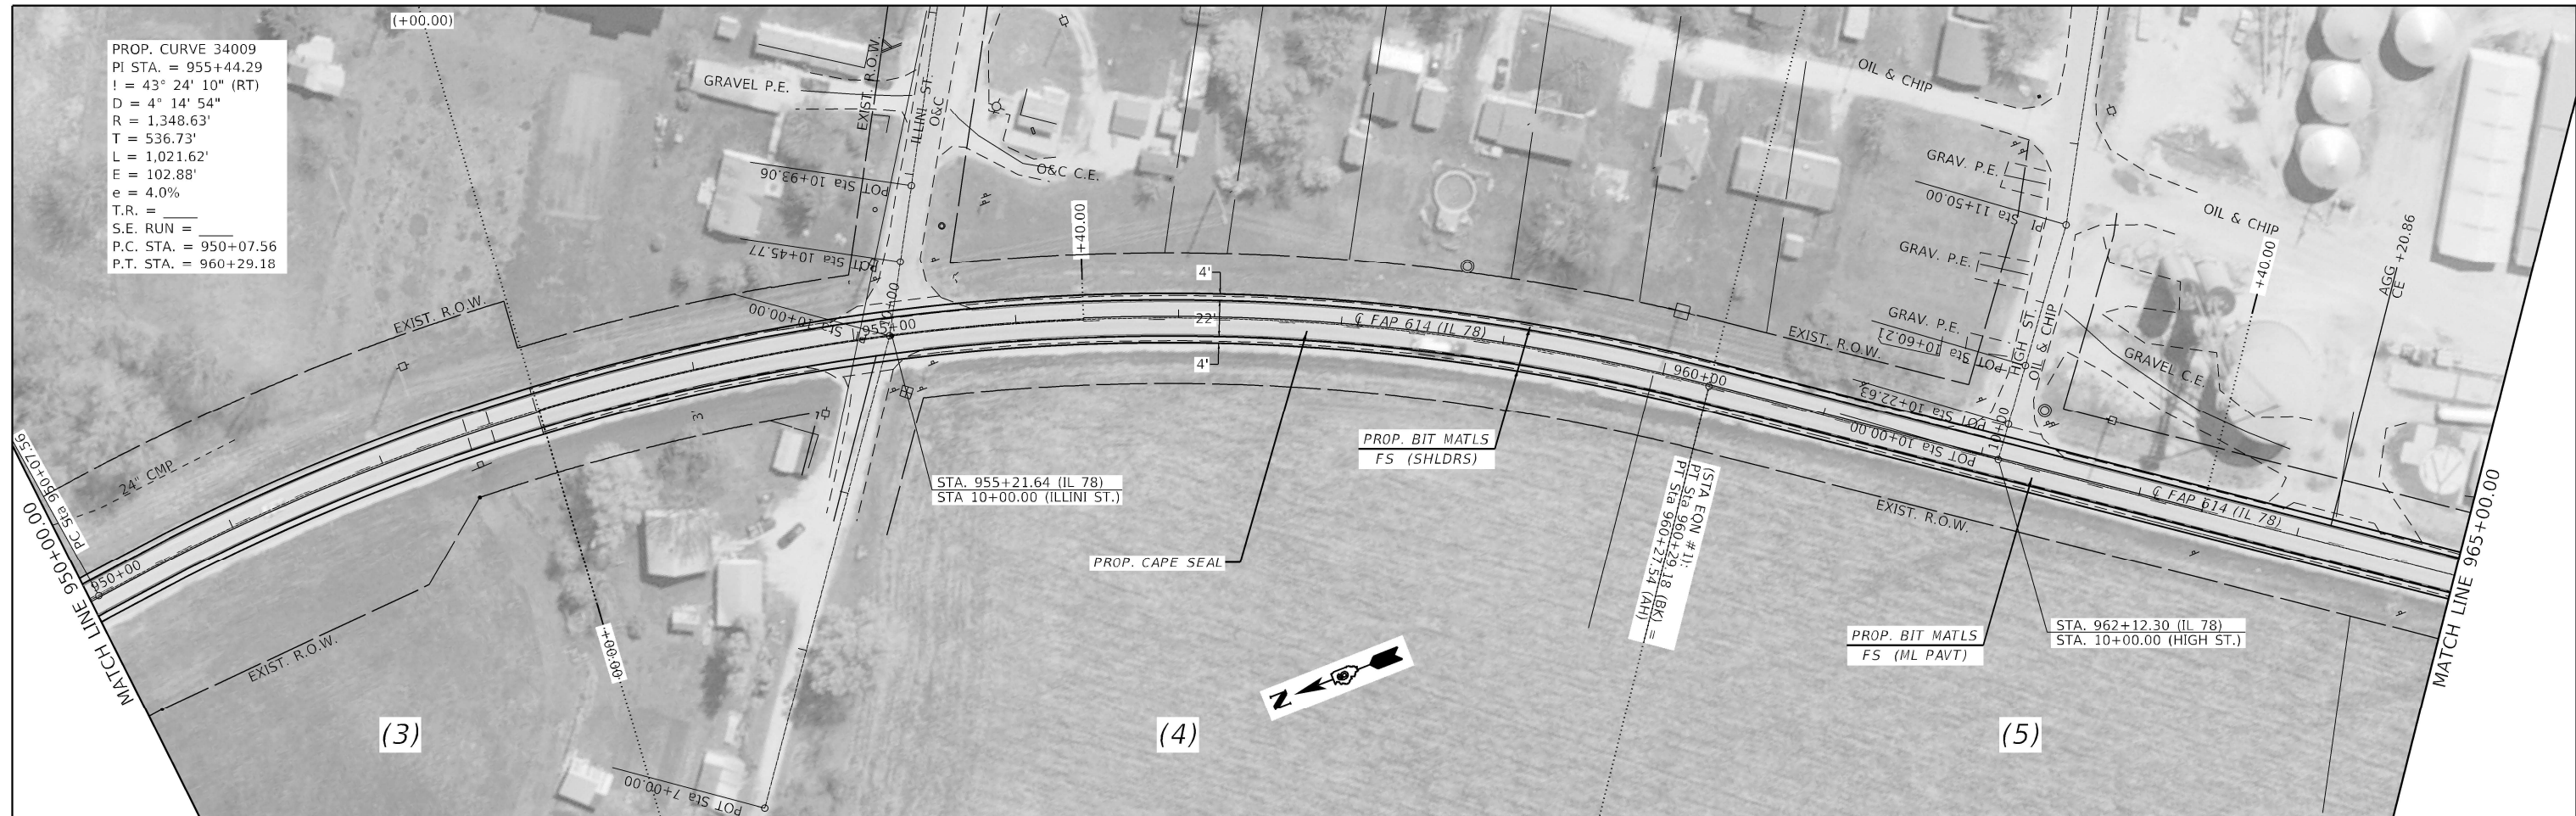 (+00.00)
PROP. CURVE 34009
PI STA. = 955+44.29
! = 43° 24' 10" (RT)
D = 4° 14' 54"
R = 1,348.63'
T = 536.73'
L = 1,021.62'
E = 102.88'
e = 4.0%
T.R. = ____
S.E. RUN = ____
P.C. STA. = 950+07.56
P.T. STA. = 960+29.18
GRAVEL P.E.
EXIST. R.O.W.
ILLINI ST.
O&C
O&C C.E.
POT Sta 10+93.06
POT Sta 10+45.77
Sta 10+00.00
10+00
955+00
+40.00
4'
22'
4'
℄ FAP 614 (IL 78)
OIL & CHIP
GRAV. P.E.
PI Sta 11+50.00
GRAV. P.E.
GRAV. P.E.
POT Sta 10+60.21
HIGH ST.
OIL & CHIP
OIL & CHIP
+40.00
AGG CE +20.86
GRAVEL C.E.
EXIST. R.O.W.
EXIST. R.O.W.
960+00
POT Sta 10+22.63
POT Sta 10+00.00
10+00
℄ FAP 614 (IL 78)
24" CMP
3'
PC Sta 950+07.56
MATCH LINE 950+00.00
950+00
PROP. BIT MATLS
FS (SHLDRS)
STA. 955+21.64 (IL 78)
STA 10+00.00 (ILLINI ST.)
PROP. CAPE SEAL
(STA EQN #1):
PT Sta 960+29.18 (BK) =
PT Sta 960+27.54 (AH)
EXIST. R.O.W.
MATCH LINE 965+00.00
EXIST. R.O.W.
+00.00
N
PROP. BIT MATLS
FS (ML PAVT)
STA. 962+12.30 (IL 78)
STA. 10+00.00 (HIGH ST.)
(3)
(4)
(5)
POT Sta 7+00.00